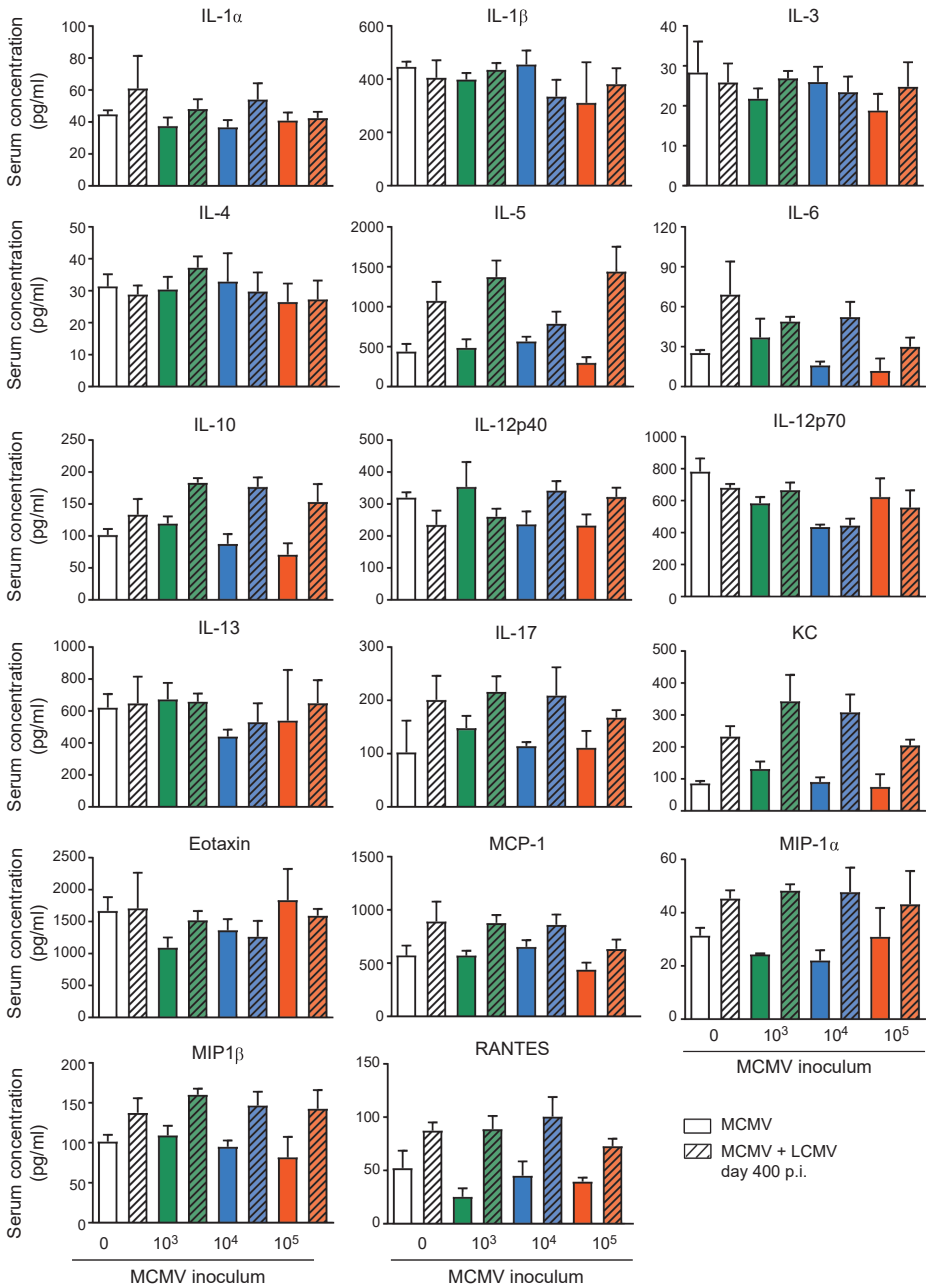 IL-1α
IL-1β
IL-3
Serum concentration
(pg/ml)
100
80
60
40
20
0
600
400
200
0
40
30
20
10
0
IL-4
IL-5
IL-6
Serum concentration
(pg/ml)
50
40
30
20
10
0
2000
1500
1000
500
0
120
90
60
30
0
IL-10
IL-12p40
IL-12p70
Serum concentration
(pg/ml)
250
200
150
100
50
0
500
400
300
200
100
0
1000
800
600
400
200
0
IL-13
IL-17
KC
Serum concentration
(pg/ml)
1000
800
600
400
200
0
300
200
100
0
500
400
300
200
100
0
Eotaxin
MCP-1
MIP-1α
Serum concentration
(pg/ml)
2500
2000
1500
1000
500
0
1500
1000
500
0
60
40
20
0
0 10³ 10⁴ 10⁵
MCMV inoculum
MIP1β
RANTES
Serum concentration
(pg/ml)
200
150
100
50
0
150
100
50
0
0 10³ 10⁴ 10⁵
MCMV inoculum
0 10³ 10⁴ 10⁵
MCMV inoculum
MCMV
MCMV + LCMV
day 400 p.i.